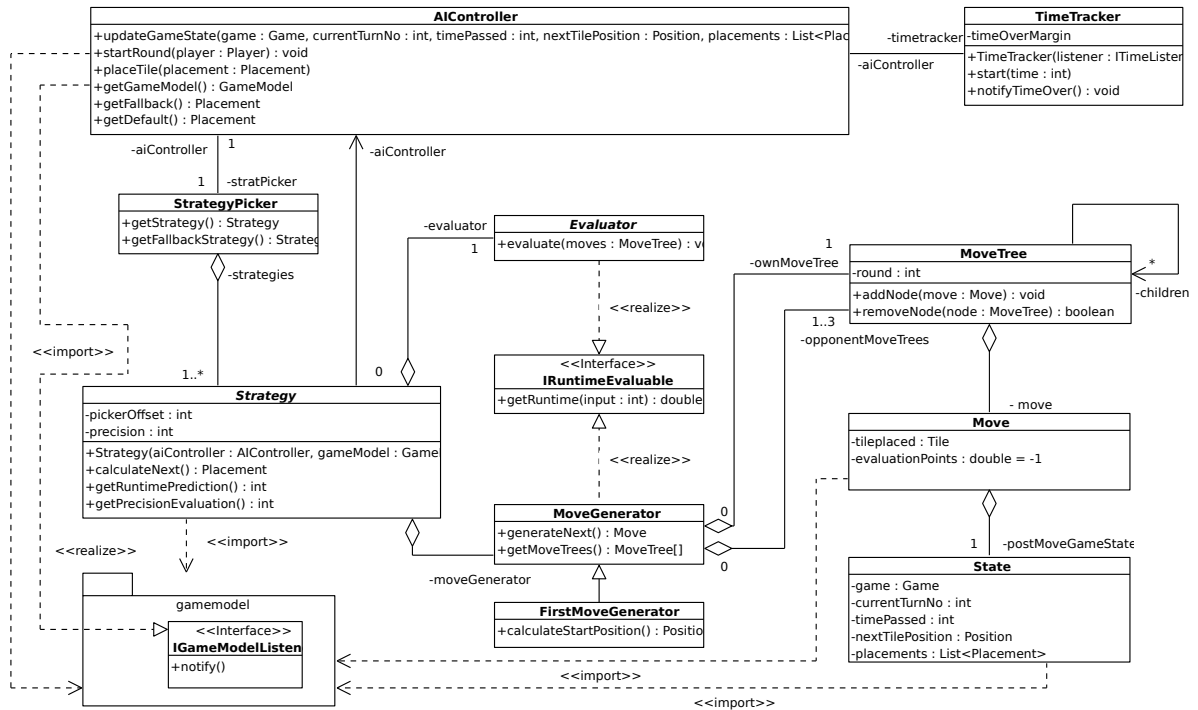 AIController
+updateGameState(game : Game, currentTurnNo : int, timePassed : int, nextTilePosition : Position, placements : List<Plac
+startRound(player : Player) : void
+placeTile(placement : Placement)
+getGameModel() : GameModel
+getFallback() : Placement
+getDefault() : Placement
-timetracker
-aiController
TimeTracker
-timeOverMargin
+TimeTracker(listener : ITimeLister
+start(time : int)
+notifyTimeOver() : void
-aiController
1
1
-stratPicker
-aiController
StrategyPicker
+getStrategy() : Strategy
+getFallbackStrategy() : Strateg
-strategies
1..*
-evaluator
1
0
Evaluator
+evaluate(moves : MoveTree) : vo
<<realize>>
<<Interface>>
IRuntimeEvaluable
+getRuntime(input : int) : double
<<realize>>
1
-ownMoveTree
1..3
-opponentMoveTrees
MoveTree
-round : int
+addNode(move : Move) : void
+removeNode(node : MoveTree) : boolean
*
-children
<<import>>
Strategy
-pickerOffset : int
-precision : int
+Strategy(aiController : AIController, gameModel : Game
+calculateNext() : Placement
+getRuntimePrediction() : int
+getPrecisionEvaluation() : int
- move
Move
-tileplaced : Tile
-evaluationPoints : double = -1
MoveGenerator
+generateNext() : Move
+getMoveTrees() : MoveTree[]
0
0
-moveGenerator
FirstMoveGenerator
+calculateStartPosition() : Positio
1
-postMoveGameState
State
-game : Game
-currentTurnNo : int
-timePassed : int
-nextTilePosition : Position
-placements : List<Placement>
<<import>>
<<realize>>
gamemodel
<<Interface>>
IGameModelListen
+notify()
<<import>>
<<import>>